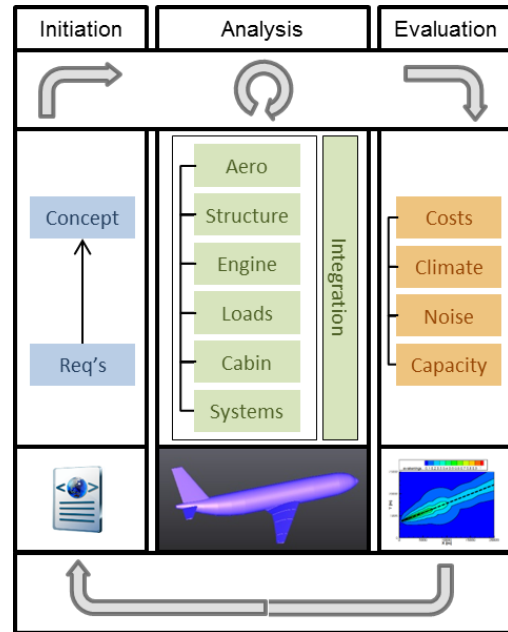 Initiation
Analysis
Evaluation
Concept
Req's
Aero
Structure
Engine
Loads
Cabin
Systems
Integration
Costs
Climate
Noise
Capacity